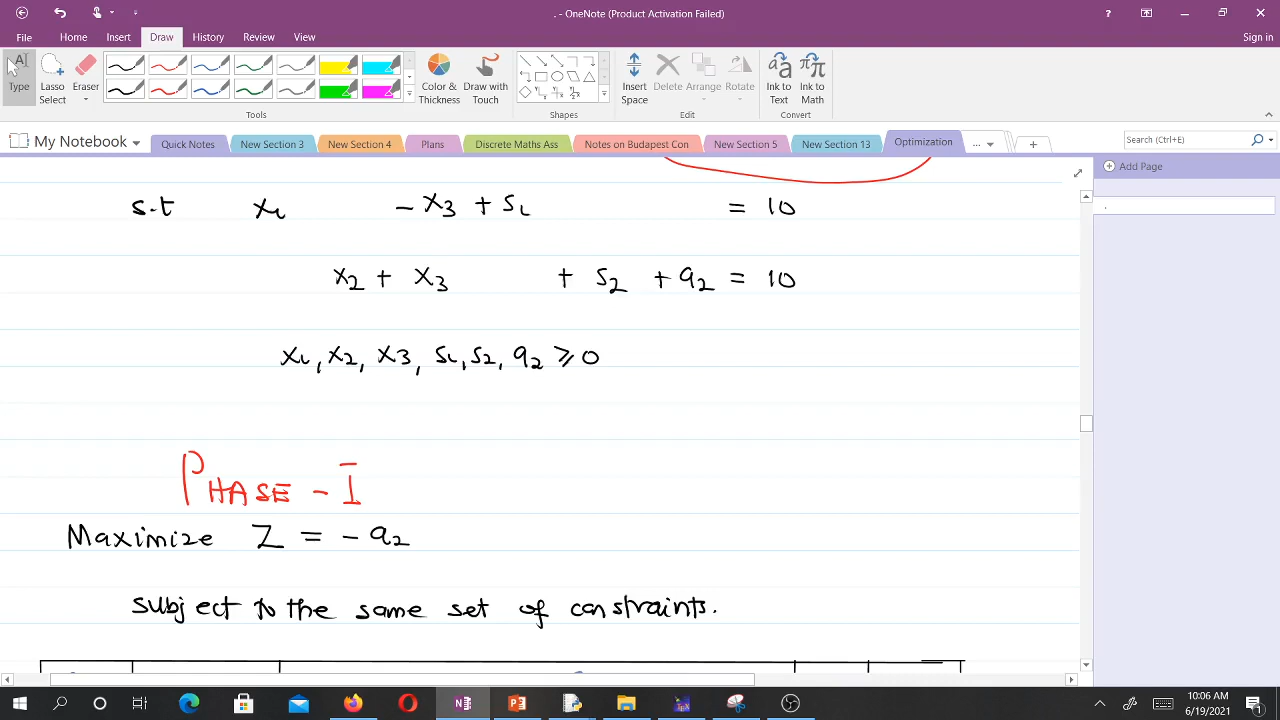 . - OneNote (Product Activation Failed)
File Home Insert Draw History Review View Sign in
Type Lasso Select Eraser Color & Thickness Draw with Touch Insert Space Delete Arrange Rotate Ink to Text Ink to Math
Tools Shapes Edit Convert
My Notebook Quick Notes New Section 3 New Section 4 Plans Discrete Maths Ass Notes on Budapest Con New Section 5 New Section 13 Optimization ... Search (Ctrl+E)
Add Page
s.t x₁ - x₃ + s₁ = 10
x₂ + x₃ + s₂ + a₂ = 10
x₁, x₂, x₃, s₁, s₂, a₂ ⩾ 0
PHASE - I
Maximize Z = - a₂
subject to the same set of constraints.
10:06 AM
6/19/2021